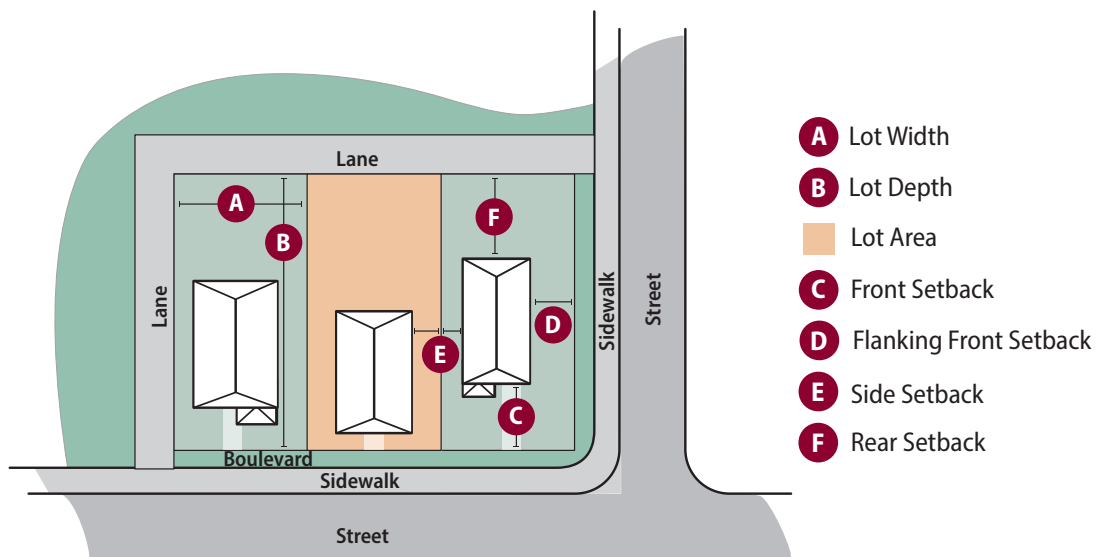 Lane
A
B
F
Lane
D
E
C
Sidewalk
Street
Boulevard
Sidewalk
Street
A Lot Width
B Lot Depth
Lot Area
C Front Setback
D Flanking Front Setback
E Side Setback
F Rear Setback